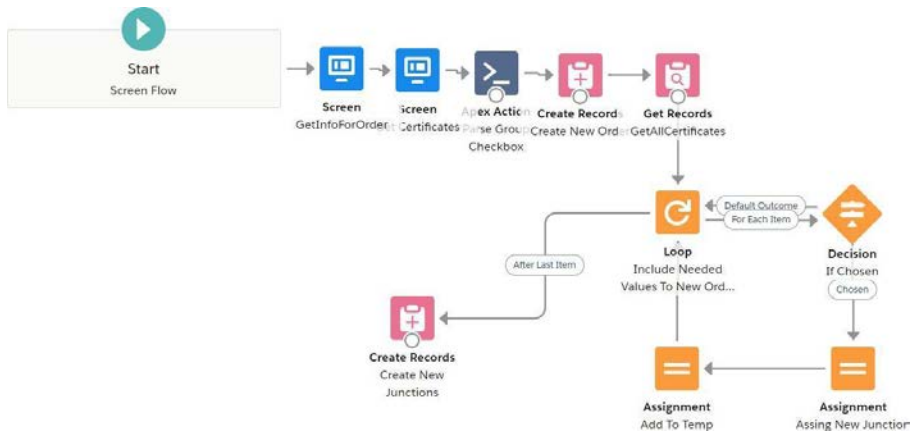 Start
Screen Flow
Screen
GetInfoForOrder
Screen
Certificates
Apex Action
Parse Group
Checkbox
Create Records
Create New Order
Get Records
GetAllCertificates
Default Outcome
For Each Item
Loop
Include Needed
Values To New Ord...
Decision
If Chosen
Chosen
After Last Item
Create Records
Create New
Junctions
Assignment
Add To Temp
Assignment
Assing New Junction